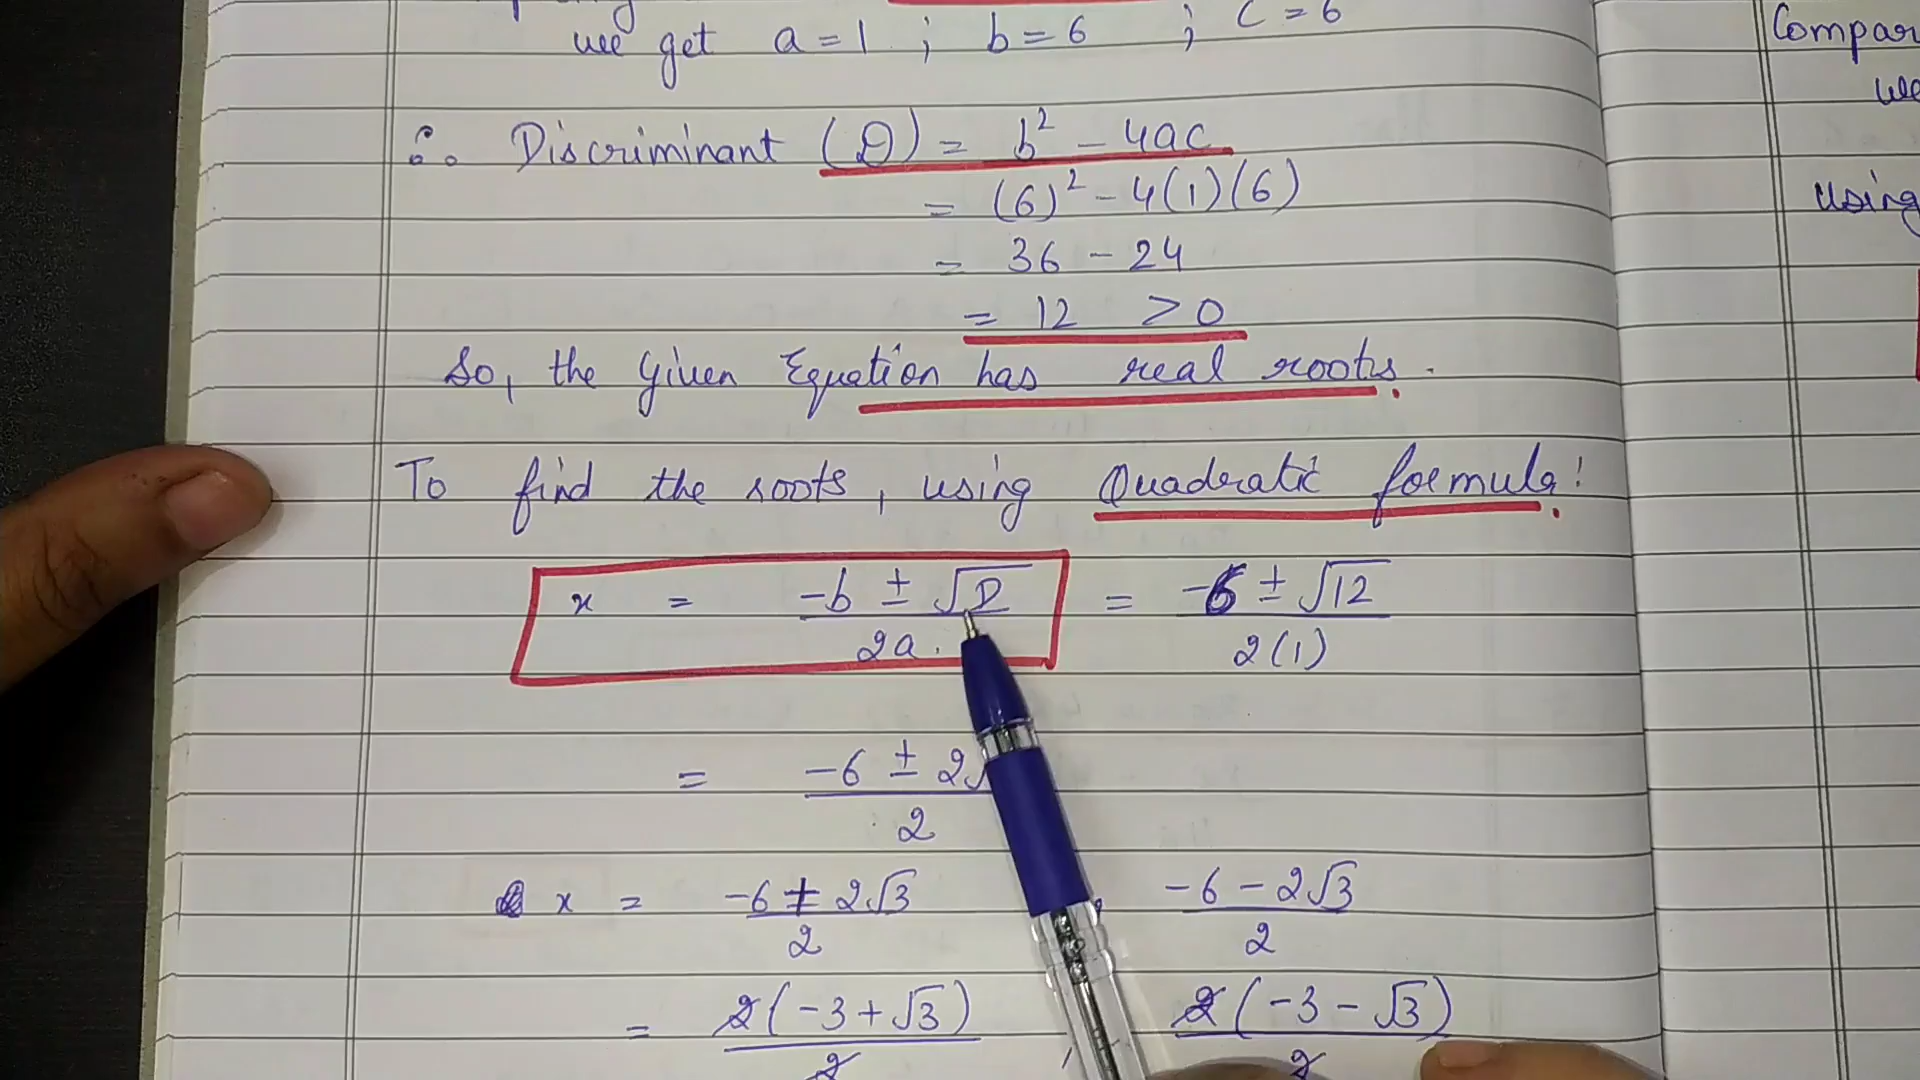 we get a = 1 ; b = 6 ; c = 6
∴ Discriminant (D) = b² - 4ac
= (6)² - 4(1)(6)
= 36 - 24
= 12 > 0
So, the given Equation has real roots.
To find the roots, using Quadratic formula:
x = -b ± √D / 2a. = -6 ± √12 / 2(1)
= -6 ± 2√ / 2
x = -6 + 2√3 / 2 , -6 - 2√3 / 2
= 2(-3 + √3) / 2 , 2(-3 - √3) / 2
Compar
we
Using